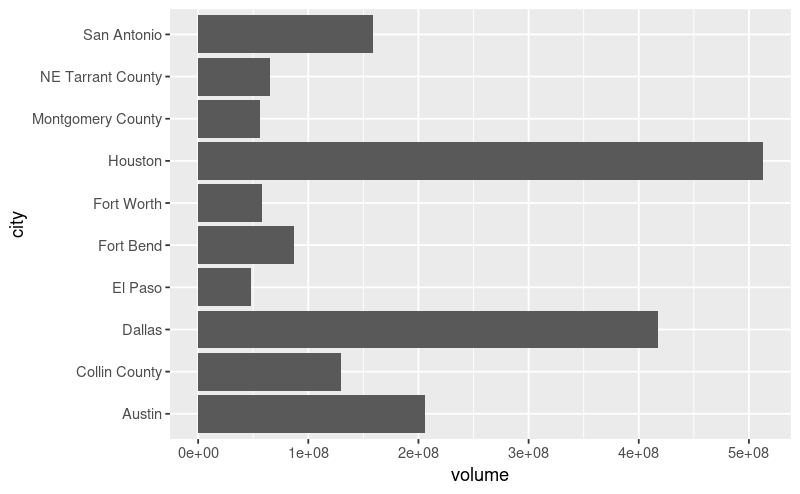 San Antonio
NE Tarrant County
Montgomery County
Houston
Fort Worth
Fort Bend
El Paso
Dallas
Collin County
Austin
city
0e+00 1e+08 2e+08 3e+08 4e+08 5e+08
volume